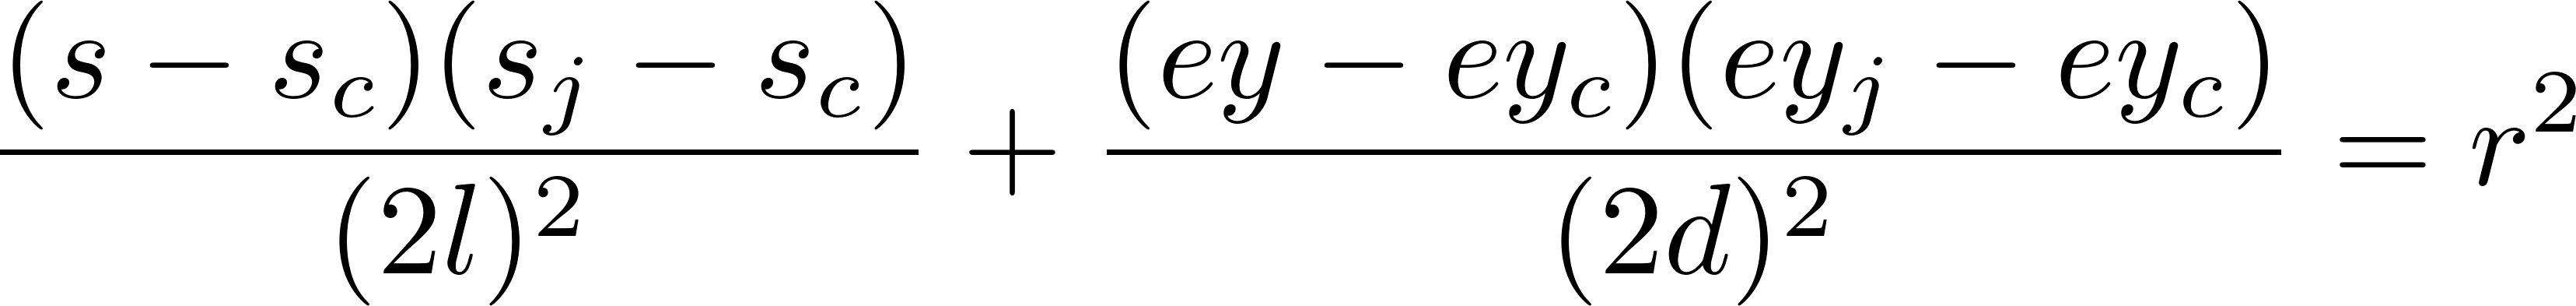 \frac{(s - s_c)(s_j - s_c)}{(2l)^2} + \frac{(ey - ey_c)(ey_j - ey_c)}{(2d)^2} = r^2